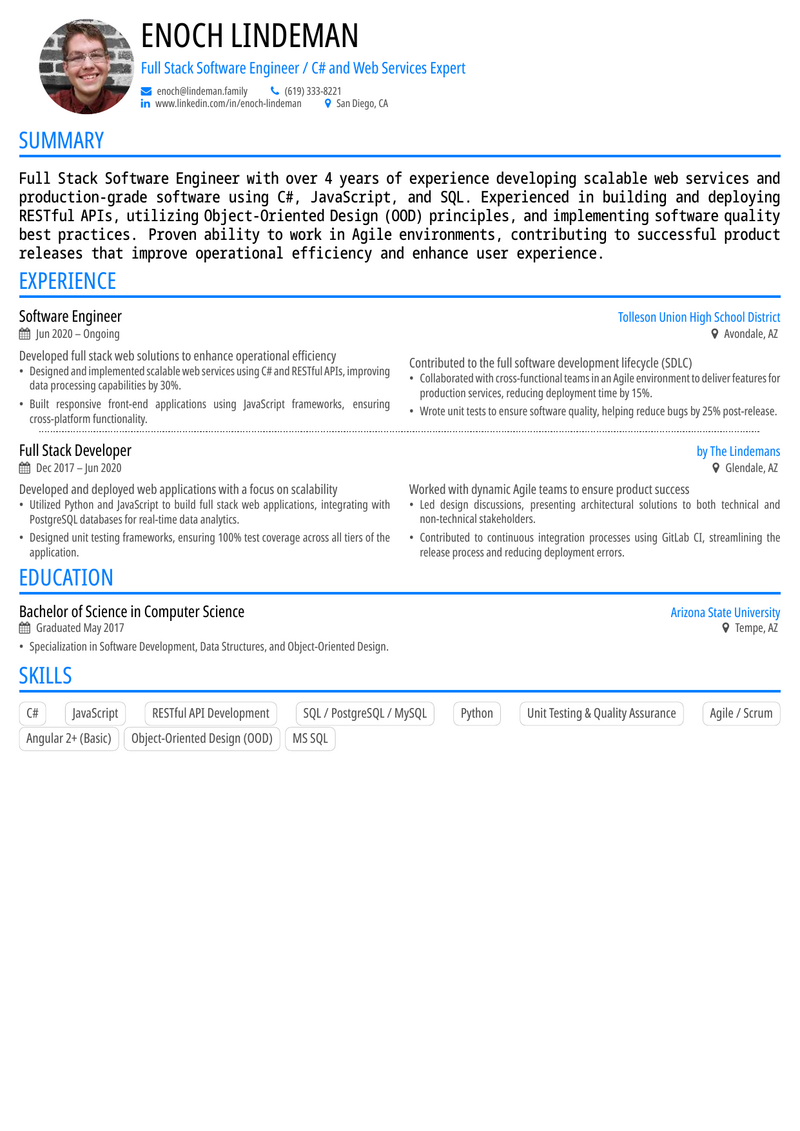 ENOCH LINDEMAN
Full Stack Software Engineer / C# and Web Services Expert
enoch@lindeman.family (619) 333-8221
www.linkedin.com/in/enoch-lindeman San Diego, CA
SUMMARY
Full Stack Software Engineer with over 4 years of experience developing scalable web services and
production-grade software using C#, JavaScript, and SQL. Experienced in building and deploying
RESTful APIs, utilizing Object-Oriented Design (OOD) principles, and implementing software quality
best practices. Proven ability to work in Agile environments, contributing to successful product
releases that improve operational efficiency and enhance user experience.
EXPERIENCE
Software Engineer
Tolleson Union High School District
Jun 2020 – Ongoing
Avondale, AZ
Developed full stack web solutions to enhance operational efficiency
• Designed and implemented scalable web services using C# and RESTful APIs, improving
data processing capabilities by 30%.
• Built responsive front-end applications using JavaScript frameworks, ensuring
cross-platform functionality.
Contributed to the full software development lifecycle (SDLC)
• Collaborated with cross-functional teams in an Agile environment to deliver features for
production services, reducing deployment time by 15%.
• Wrote unit tests to ensure software quality, helping reduce bugs by 25% post-release.
Full Stack Developer
by The Lindemans
Dec 2017 – Jun 2020
Glendale, AZ
Developed and deployed web applications with a focus on scalability
• Utilized Python and JavaScript to build full stack web applications, integrating with
PostgreSQL databases for real-time data analytics.
• Designed unit testing frameworks, ensuring 100% test coverage across all tiers of the
application.
Worked with dynamic Agile teams to ensure product success
• Led design discussions, presenting architectural solutions to both technical and
non-technical stakeholders.
• Contributed to continuous integration processes using GitLab CI, streamlining the
release process and reducing deployment errors.
EDUCATION
Bachelor of Science in Computer Science
Arizona State University
Graduated May 2017
Tempe, AZ
• Specialization in Software Development, Data Structures, and Object-Oriented Design.
SKILLS
C# JavaScript RESTful API Development SQL / PostgreSQL / MySQL Python Unit Testing & Quality Assurance Agile / Scrum
Angular 2+ (Basic) Object-Oriented Design (OOD) MS SQL